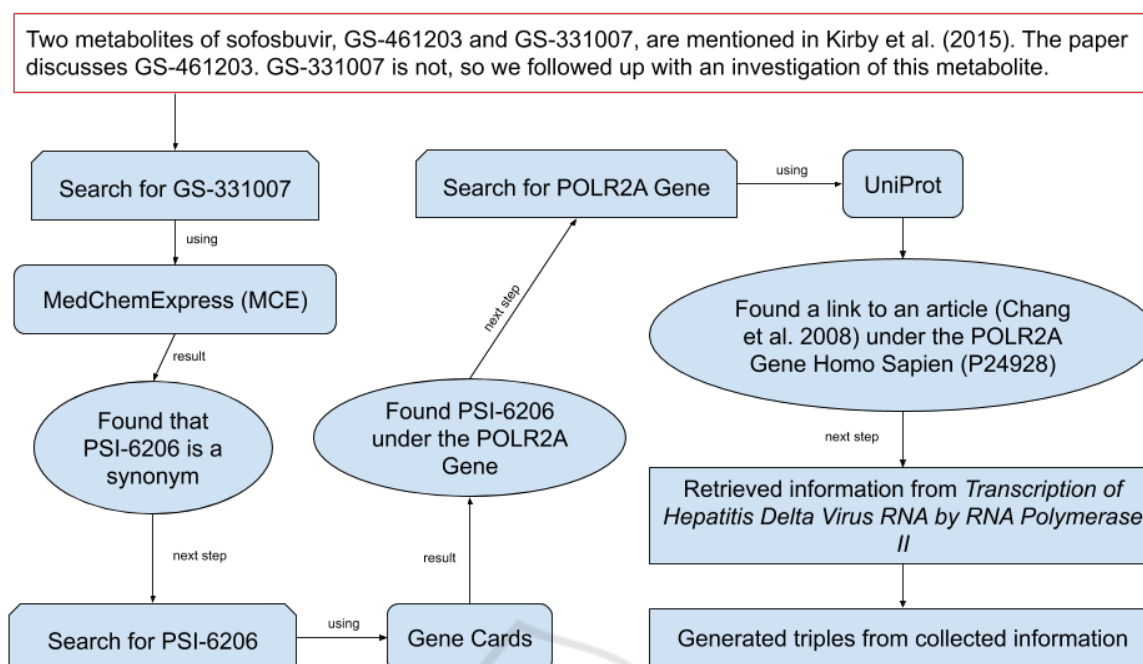 Two metabolites of sofosbuvir, GS-461203 and GS-331007, are mentioned in Kirby et al. (2015). The paper
discusses GS-461203. GS-331007 is not, so we followed up with an investigation of this metabolite.
Search for GS-331007
using
MedChemExpress (MCE)
result
Found that
PSI-6206 is a
synonym
next step
Search for PSI-6206
using
Gene Cards
result
Found PSI-6206
under the POLR2A
Gene
next step
Search for POLR2A Gene
using
UniProt
Found a link to an article (Chang
et al. 2008) under the POLR2A
Gene Homo Sapien (P24928)
next step
Retrieved information from Transcription of
Hepatitis Delta Virus RNA by RNA Polymerase
II
Generated triples from collected information